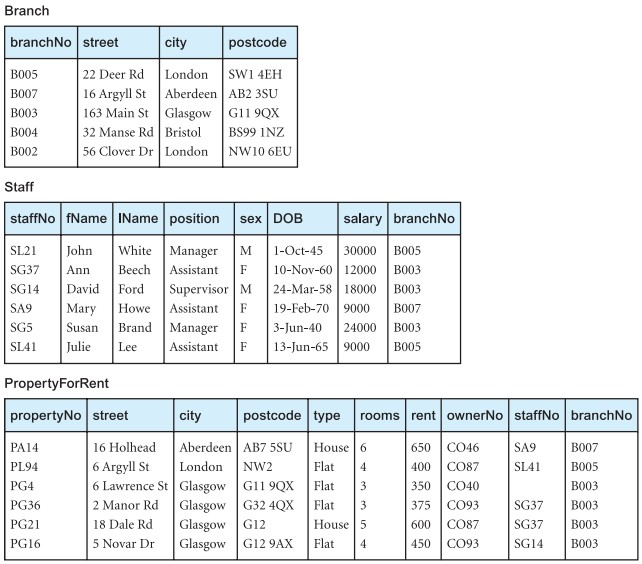 Branch
branchNo street city postcode
B005 22 Deer Rd London SW1 4EH
B007 16 Argyll St Aberdeen AB2 3SU
B003 163 Main St Glasgow G11 9QX
B004 32 Manse Rd Bristol BS99 1NZ
B002 56 Clover Dr London NW10 6EU
Staff
staffNo fName lName position sex DOB salary branchNo
SL21 John White Manager M 1-Oct-45 30000 B005
SG37 Ann Beech Assistant F 10-Nov-60 12000 B003
SG14 David Ford Supervisor M 24-Mar-58 18000 B003
SA9 Mary Howe Assistant F 19-Feb-70 9000 B007
SG5 Susan Brand Manager F 3-Jun-40 24000 B003
SL41 Julie Lee Assistant F 13-Jun-65 9000 B005
PropertyForRent
propertyNo street city postcode type rooms rent ownerNo staffNo branchNo
PA14 16 Holhead Aberdeen AB7 5SU House 6 650 CO46 SA9 B007
PL94 6 Argyll St London NW2 Flat 4 400 CO87 SL41 B005
PG4 6 Lawrence St Glasgow G11 9QX Flat 3 350 CO40 B003
PG36 2 Manor Rd Glasgow G32 4QX Flat 3 375 CO93 SG37 B003
PG21 18 Dale Rd Glasgow G12 House 5 600 CO87 SG37 B003
PG16 5 Novar Dr Glasgow G12 9AX Flat 4 450 CO93 SG14 B003